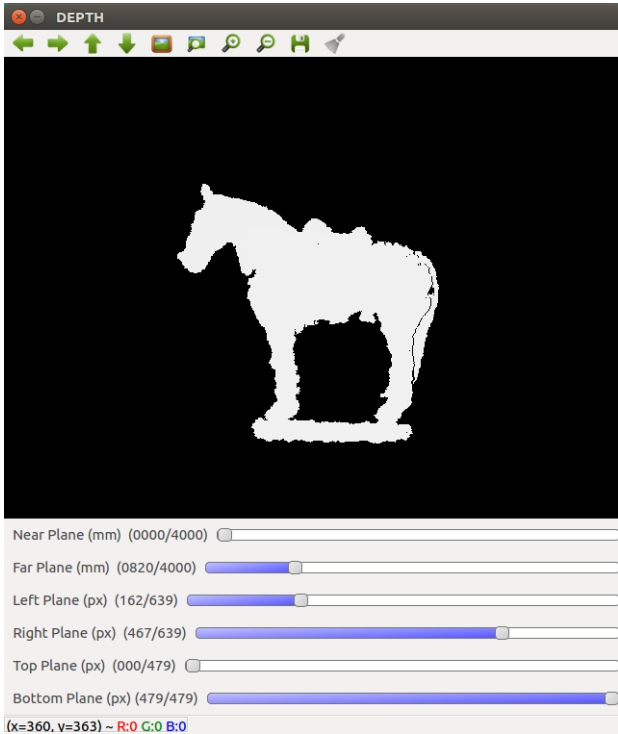 DEPTH
Near Plane (mm) (0000/4000)
Far Plane (mm) (0820/4000)
Left Plane (px) (162/639)
Right Plane (px) (467/639)
Top Plane (px) (000/479)
Bottom Plane (px) (479/479)
(x=360, y=363) ~ R:0 G:0 B:0